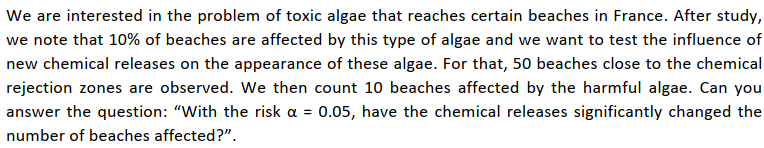 We are interested in the problem of toxic algae that reaches certain beaches in France. After study,
we note that 10% of beaches are affected by this type of algae and we want to test the influence of
new chemical releases on the appearance of these algae. For that, 50 beaches close to the chemical
rejection zones are observed. We then count 10 beaches affected by the harmful algae. Can you
answer the question: “With the risk α = 0.05, have the chemical releases significantly changed the
number of beaches affected?”.